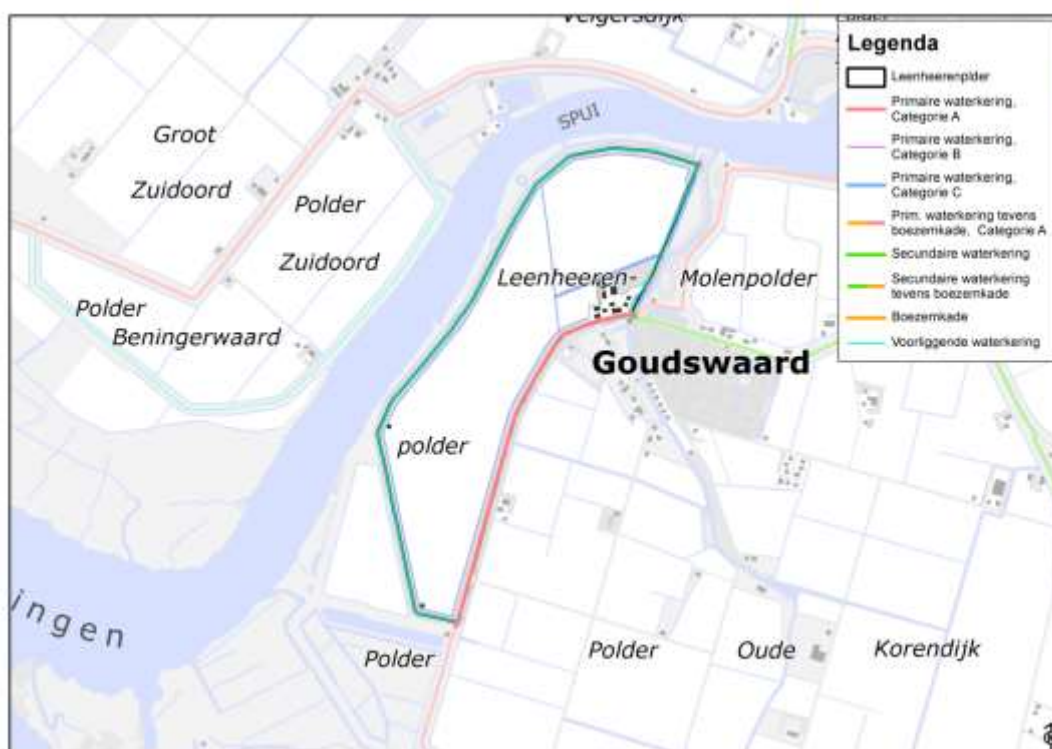 Velgersdijk
Legenda
Leenheerenplder
Primaire waterkering,
Categorie A
Primaire waterkering,
Categorie B
Primaire waterkering,
Categorie C
Prim. waterkering tevens
boezemkade, Categorie A
Secundaire waterkering
Secundaire waterkering
tevens boezemkade
Boezemkade
Voorliggende waterkering
SPUI
Groot
Zuidoord
Polder
Zuidoord
Leenheeren-
Molenpolder
Polder
Beningerwaard
Goudswaard
polder
ingen
Polder
Polder
Oude
Korendijk